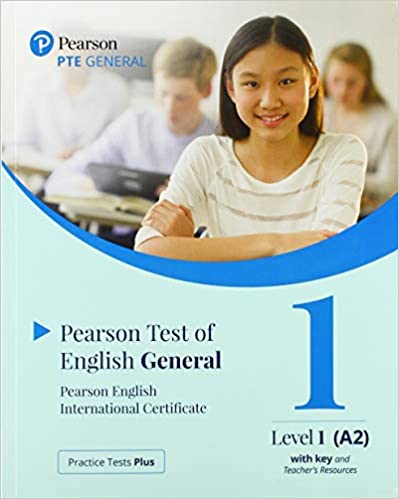 Pearson
PTE GENERAL
Pearson Test of
English General
Pearson English
International Certificate
Practice Tests Plus
1
Level 1 (A2)
with key and
Teacher's Resources